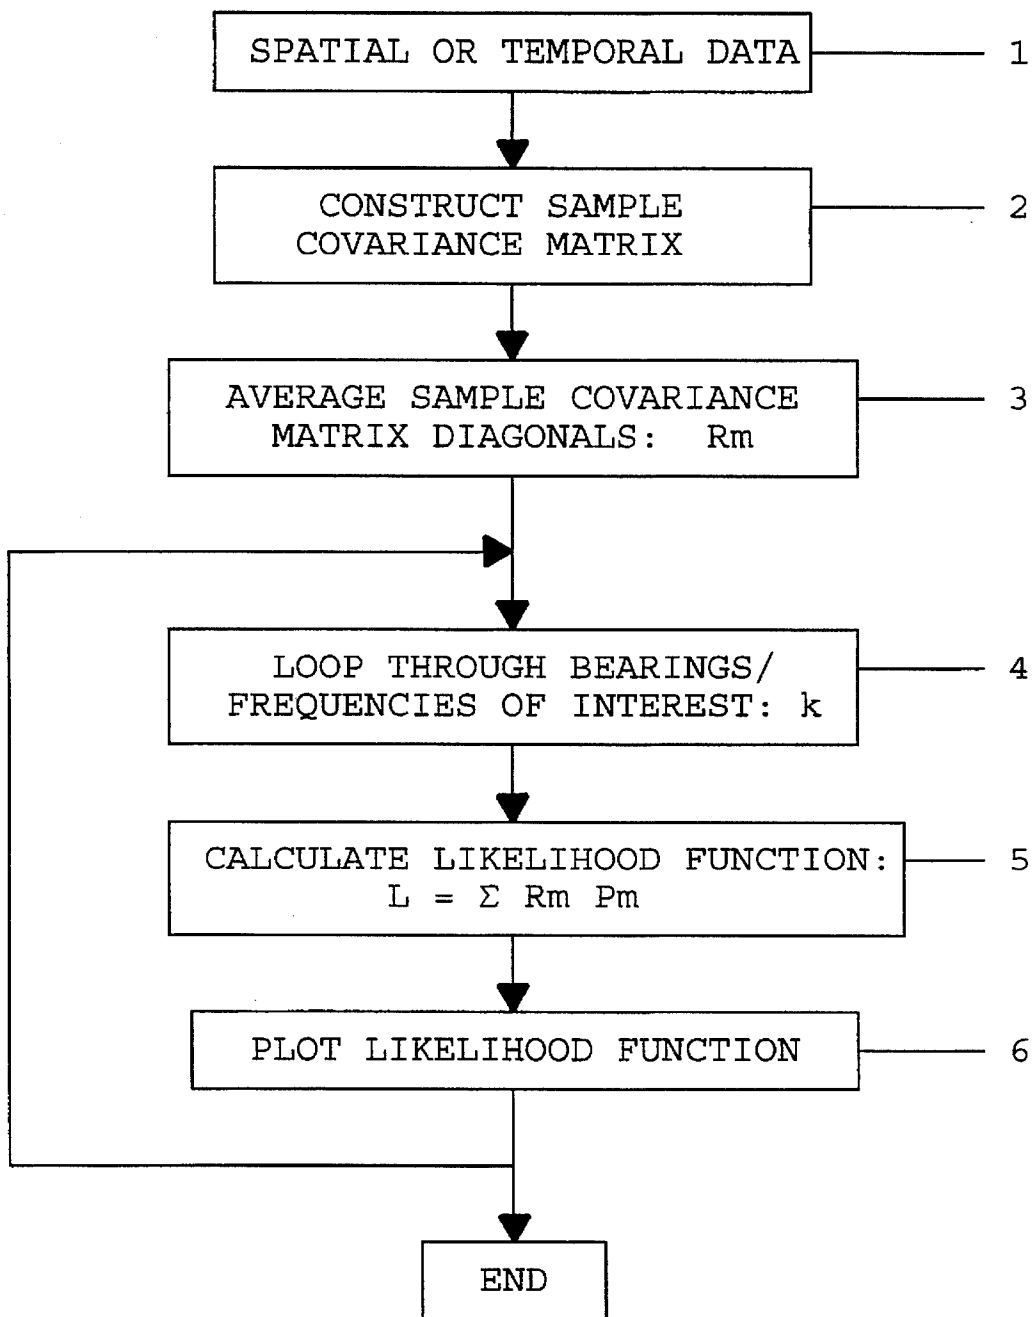 SPATIAL OR TEMPORAL DATA 1
CONSTRUCT SAMPLE 2
COVARIANCE MATRIX
AVERAGE SAMPLE COVARIANCE 3
MATRIX DIAGONALS: Rm
LOOP THROUGH BEARINGS/ 4
FREQUENCIES OF INTEREST: k
CALCULATE LIKELIHOOD FUNCTION: 5
L = Σ Rm Pm
PLOT LIKELIHOOD FUNCTION 6
END